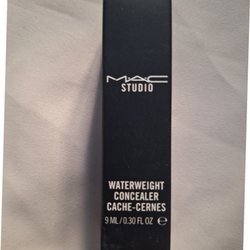 MAC
STUDIO
WATERWEIGHT
CONCEALER
CACHE-CERNES
9 ML / 0.30 FL OZ ℮